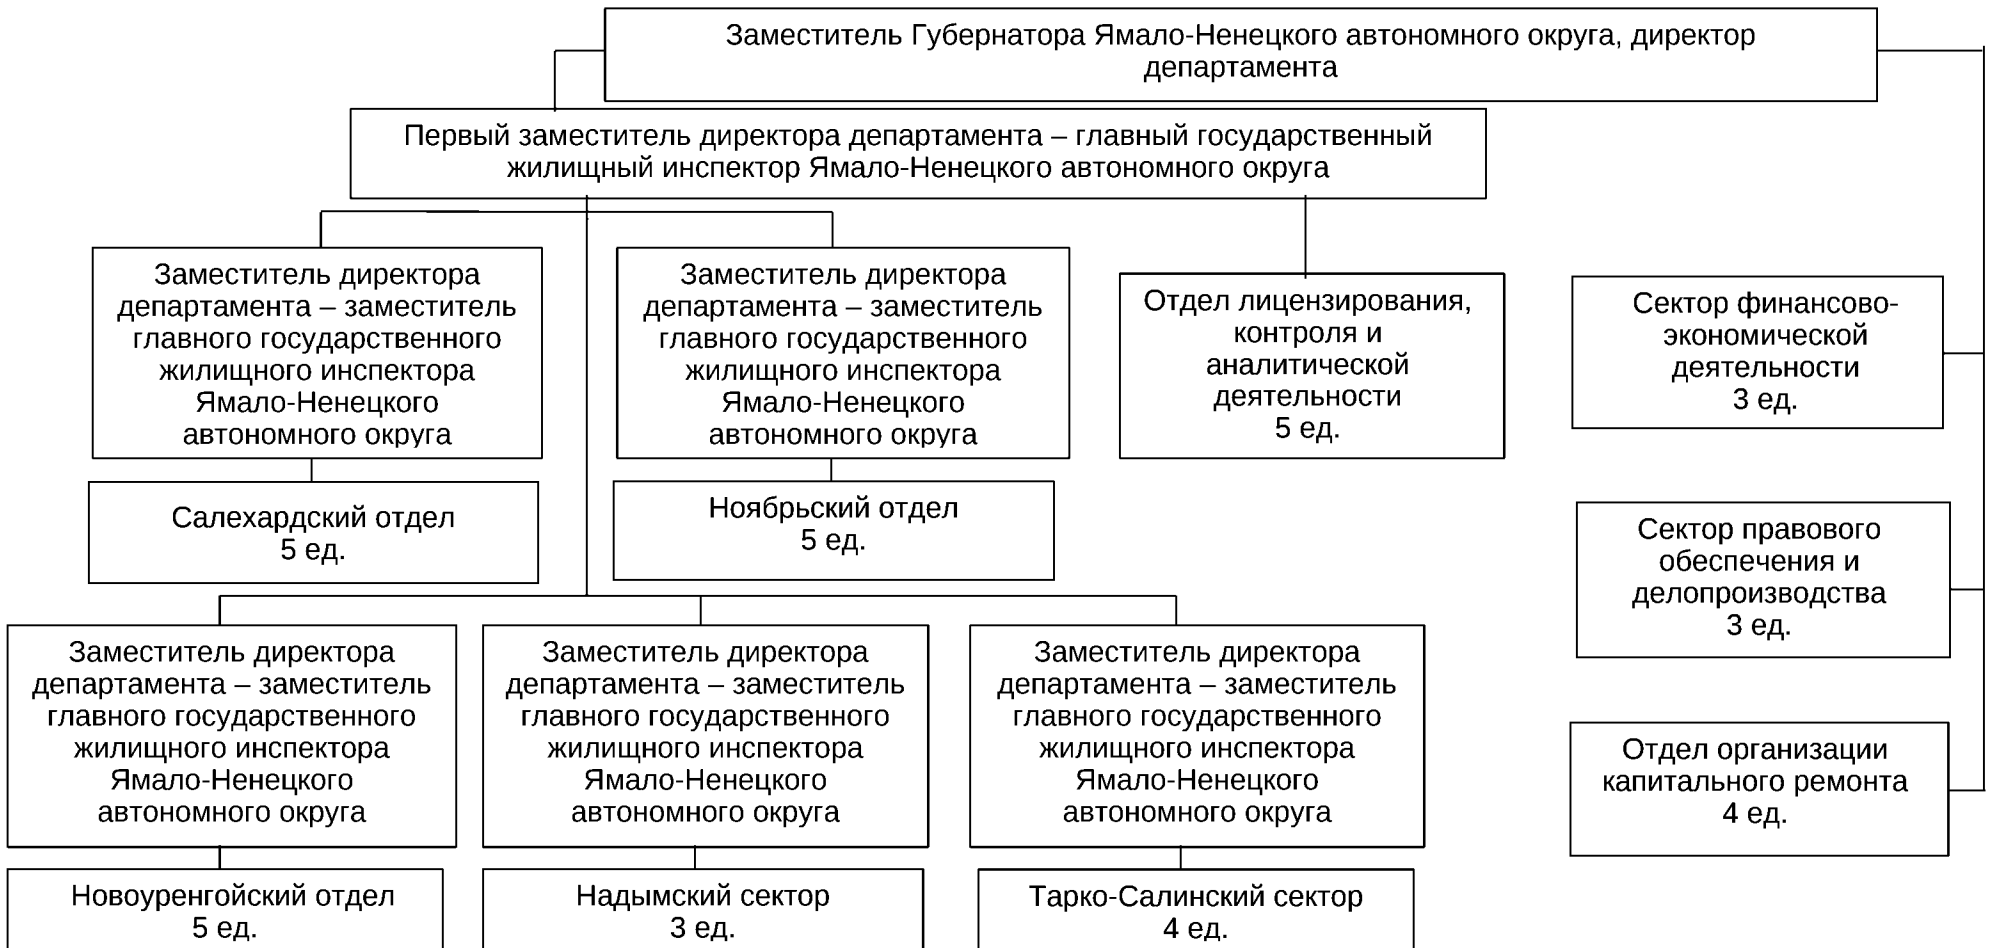 Заместитель Губернатора Ямало-Ненецкого автономного округа, директор
департамента
Первый заместитель директора департамента – главный государственный
жилищный инспектор Ямало-Ненецкого автономного округа
Заместитель директора
департамента – заместитель
главного государственного
жилищного инспектора
Ямало-Ненецкого
автономного округа
Заместитель директора
департамента – заместитель
главного государственного
жилищного инспектора
Ямало-Ненецкого
автономного округа
Отдел лицензирования,
контроля и
аналитической
деятельности
5 ед.
Сектор финансово-
экономической
деятельности
3 ед.
Салехардский отдел
5 ед.
Ноябрьский отдел
5 ед.
Сектор правового
обеспечения и
делопроизводства
3 ед.
Заместитель директора
департамента – заместитель
главного государственного
жилищного инспектора
Ямало-Ненецкого
автономного округа
Заместитель директора
департамента – заместитель
главного государственного
жилищного инспектора
Ямало-Ненецкого
автономного округа
Заместитель директора
департамента – заместитель
главного государственного
жилищного инспектора
Ямало-Ненецкого
автономного округа
Отдел организации
капитального ремонта
4 ед.
Новоуренгойский отдел
5 ед.
Надымский сектор
3 ед.
Тарко-Салинский сектор
4 ед.